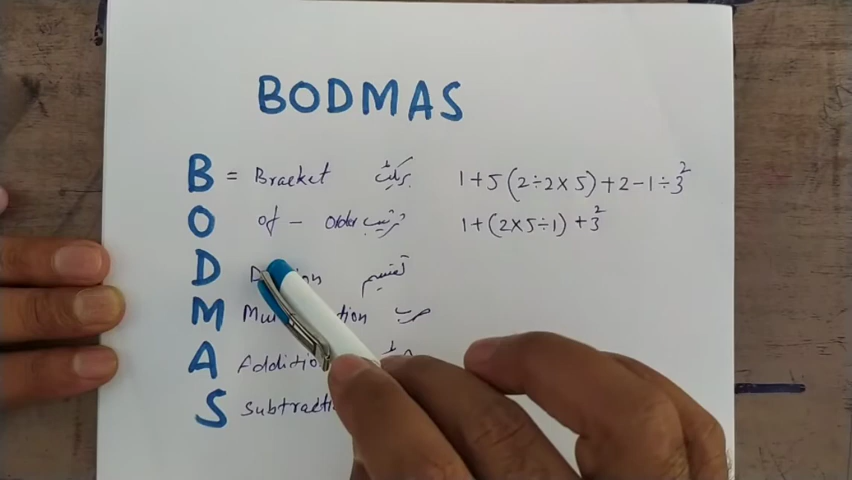 BODMAS
B = Bracket بریکٹ 1+5(2÷2×5)+2-1÷3²
O of - Order ترتیب 1+(2×5÷1)+3²
D تقسیم
M ضرب
A Addition
S